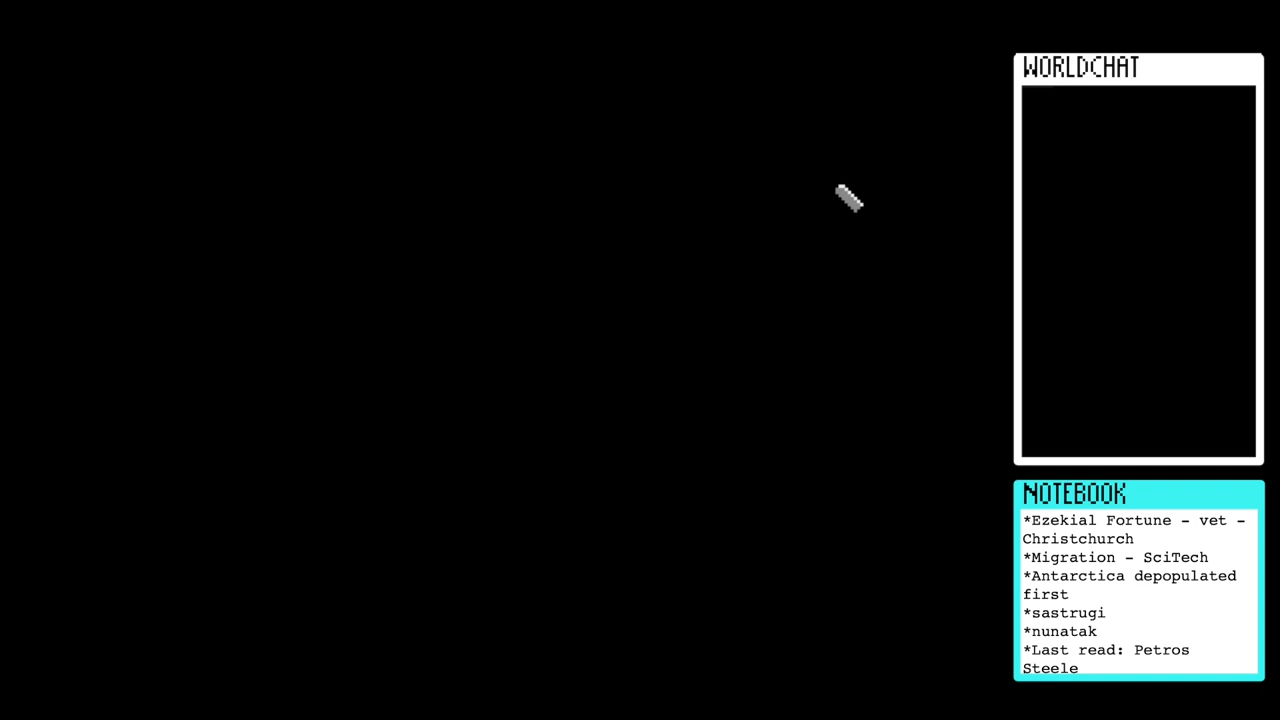 WORLDCHAT
NOTEBOOK
*Ezekial Fortune - vet -
Christchurch
*Migration - SciTech
*Antarctica depopulated
first
*sastrugi
*nunatak
*Last read: Petros
Steele